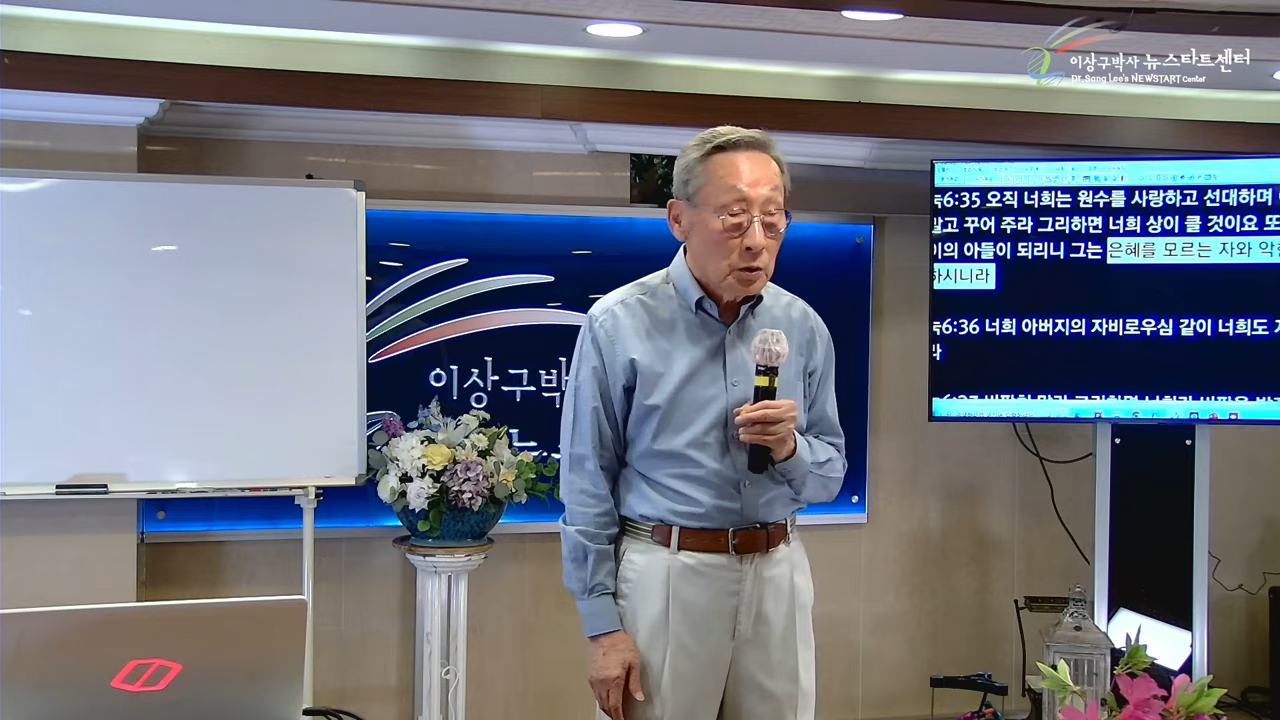 이상구박사 뉴스타트센터
Dr. Sang Lee's NEWSTART Center
이상구박
6:35 오직 너희는 원수를 사랑하고 선대하며
말고 꾸어 주라 그리하면 너희 상이 클 것이요 또
이의 아들이 되리니 그는 은혜를 모르는 자와 악한
하시니라
6:36 너희 아버지의 자비로우심 같이 너희도
라